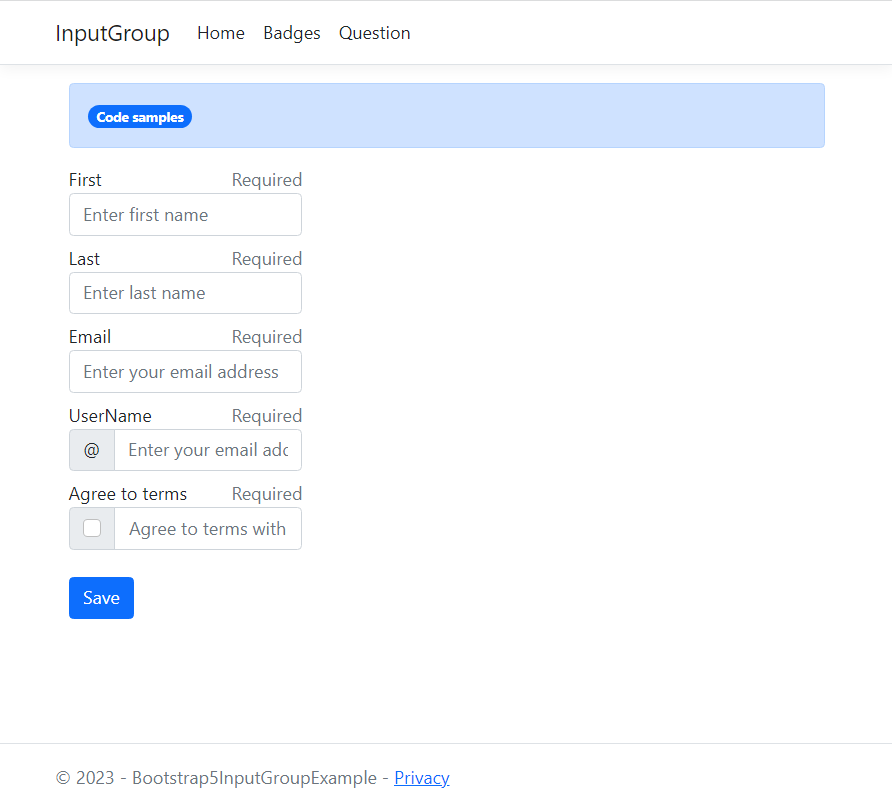 InputGroup Home Badges Question
Code samples
First Required
Enter first name
Last Required
Enter last name
Email Required
Enter your email address
UserName Required
@ Enter your email adc
Agree to terms Required
Agree to terms with
Save
© 2023 - Bootstrap5InputGroupExample - Privacy